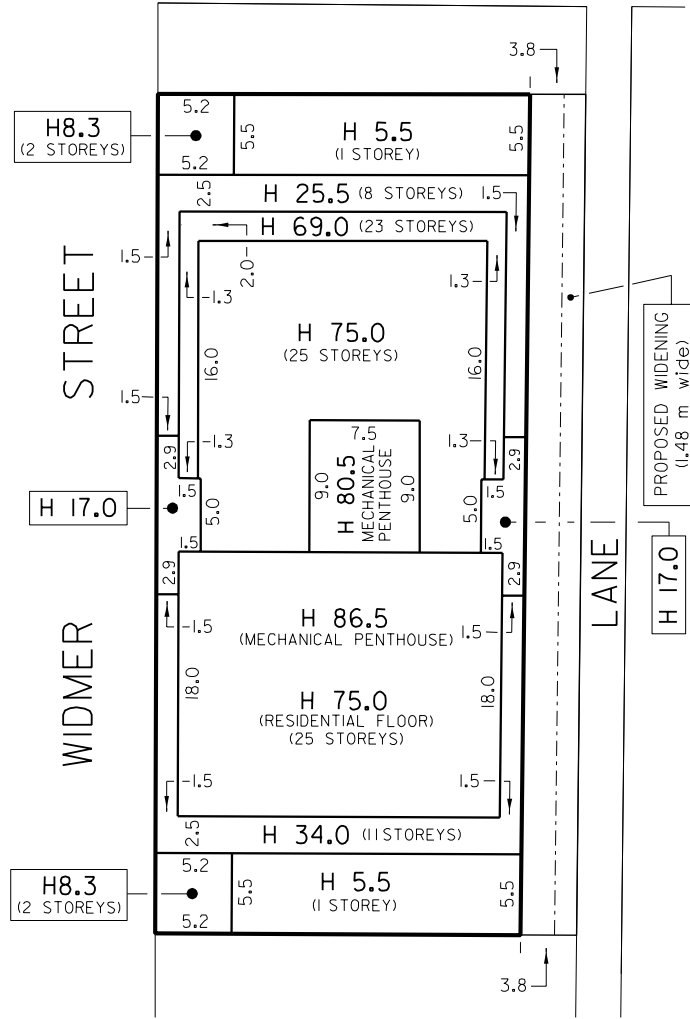 3.8
5.2
H8.3
(2 STOREYS)
5.5
H 5.5
(1 STOREY)
5.5
5.2
2.5
H 25.5 (8 STOREYS)
1.5
H 69.0 (23 STOREYS)
1.5
2.0
1.3
1.3
STREET
H 75.0
(25 STOREYS)
16.0
16.0
PROPOSED WIDENING
(1.48 m wide)
1.5
7.5
1.3
1.3
2.9
2.9
9.0
H 80.5
MECHANICAL
PENTHOUSE
9.0
1.5
1.5
H 17.0
5.0
5.0
1.5
1.5
LANE
H 17.0
2.9
2.9
H 86.5
(MECHANICAL PENTHOUSE)
1.5
1.5
WIDMER
18.0
H 75.0
(RESIDENTIAL FLOOR)
(25 STOREYS)
18.0
1.5
1.5
2.5
H 34.0 (11 STOREYS)
5.2
H8.3
(2 STOREYS)
5.5
H 5.5
(1 STOREY)
5.5
5.2
3.8